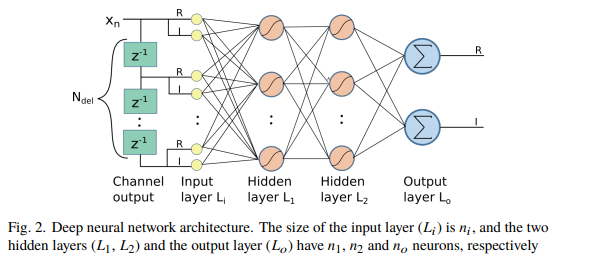 xn
R
I
z-1
R
I
Ndel
z-1
z-1
R
I
R
I
Channel output
Input layer Li
Hidden layer L1
Hidden layer L2
Output layer Lo
Fig. 2. Deep neural network architecture. The size of the input layer (Li) is ni, and the two
hidden layers (L1, L2) and the output layer (Lo) have n1, n2 and no neurons, respectively